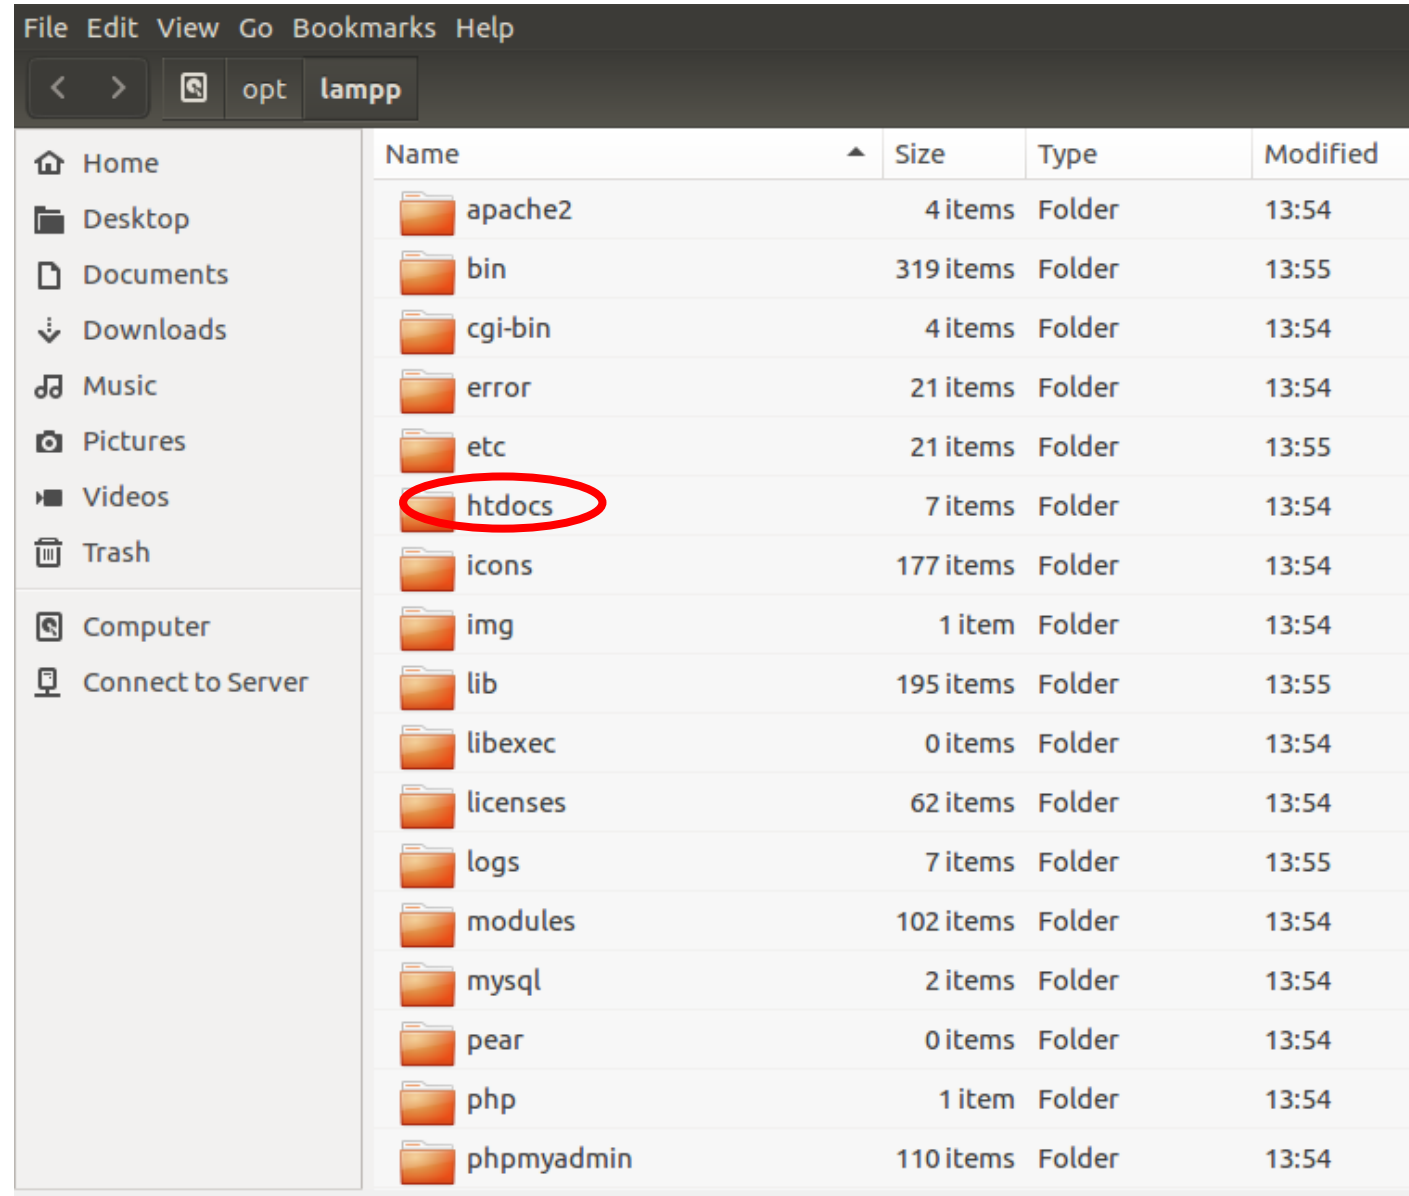 File Edit View Go Bookmarks Help
opt lampp
Home
Desktop
Documents
Downloads
Music
Pictures
Videos
Trash
Computer
Connect to Server
Name Size Type Modified
apache2 4 items Folder 13:54
bin 319 items Folder 13:55
cgi-bin 4 items Folder 13:54
error 21 items Folder 13:54
etc 21 items Folder 13:55
htdocs 7 items Folder 13:54
icons 177 items Folder 13:54
img 1 item Folder 13:54
lib 195 items Folder 13:55
libexec 0 items Folder 13:54
licenses 62 items Folder 13:54
logs 7 items Folder 13:55
modules 102 items Folder 13:54
mysql 2 items Folder 13:54
pear 0 items Folder 13:54
php 1 item Folder 13:54
phpmyadmin 110 items Folder 13:54